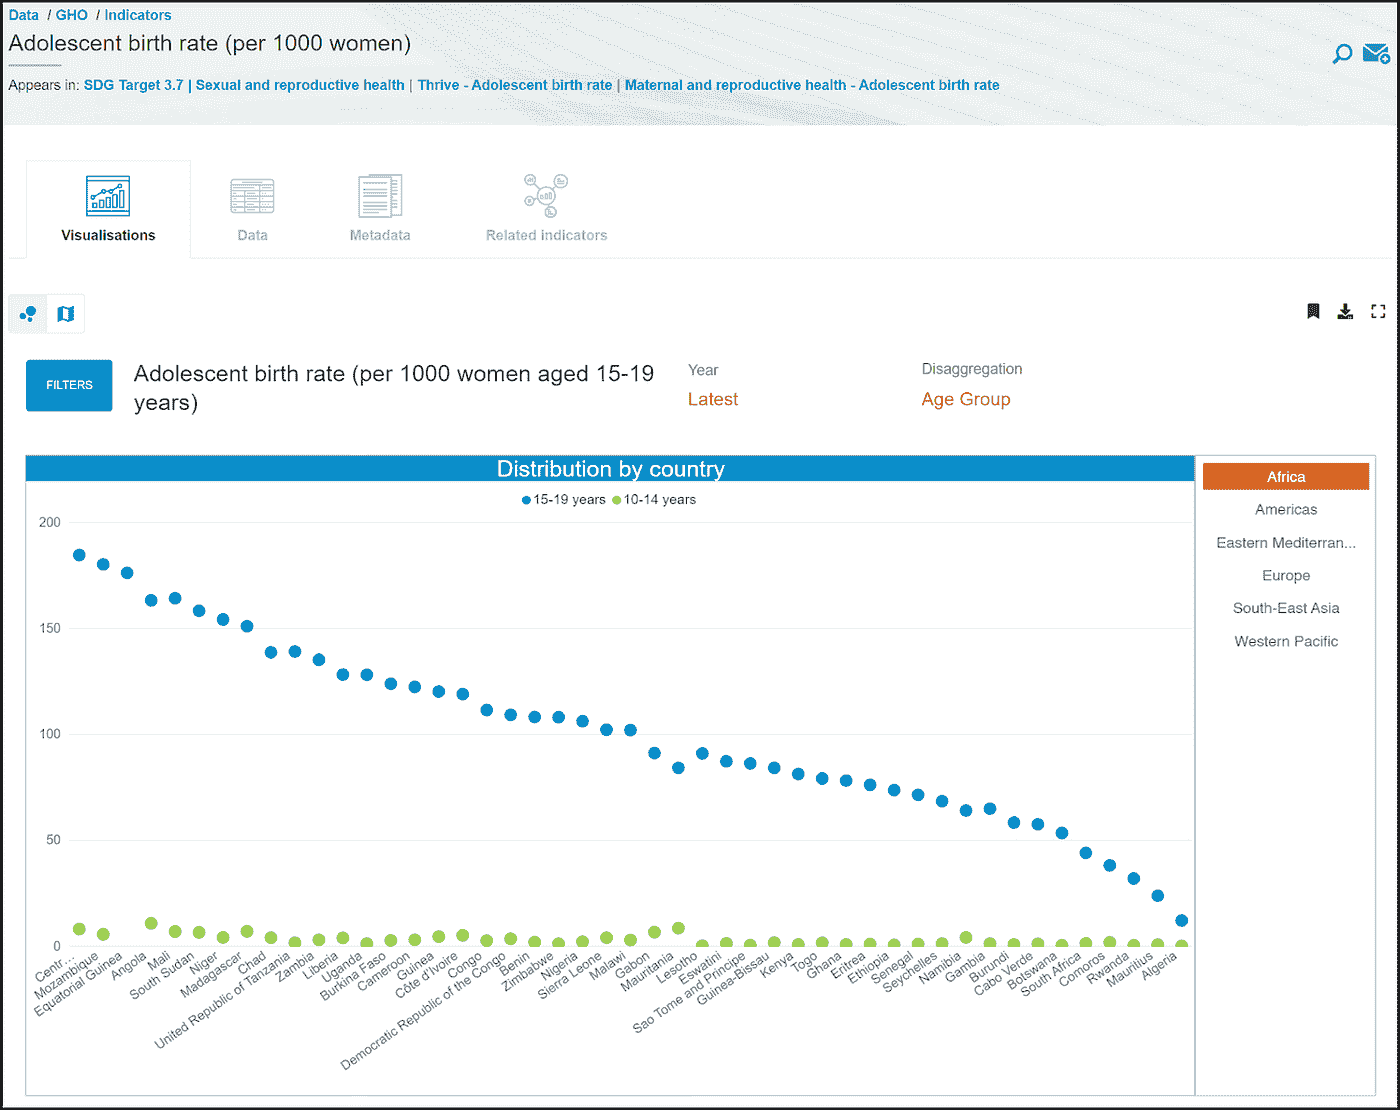 Data / GHO / Indicators
Adolescent birth rate (per 1000 women)
Appears in: SDG Target 3.7 | Sexual and reproductive health | Thrive - Adolescent birth rate | Maternal and reproductive health - Adolescent birth rate
Visualisations
Data
Metadata
Related indicators
FILTERS
Adolescent birth rate (per 1000 women aged 15-19
years)
Year
Latest
Disaggregation
Age Group
Distribution by country
15-19 years
10-14 years
200
150
100
50
0
Centr...
Mozambique
Equatorial Guinea
Angola
Mali
South Sudan
Niger
Madagascar
Chad
United Republic of Tanzania
Zambia
Liberia
Uganda
Burkina Faso
Cameroon
Guinea
Côte d'Ivoire
Congo
Democratic Republic of the Congo
Benin
Zimbabwe
Nigeria
Sierra Leone
Malawi
Gabon
Mauritania
Lesotho
Eswatini
Sao Tome and Principe
Guinea-Bissau
Kenya
Togo
Ghana
Eritrea
Ethiopia
Senegal
Seychelles
Namibia
Gambia
Burundi
Cabo Verde
Botswana
South Africa
Comoros
Rwanda
Mauritius
Algeria
Africa
Americas
Eastern Mediterran...
Europe
South-East Asia
Western Pacific